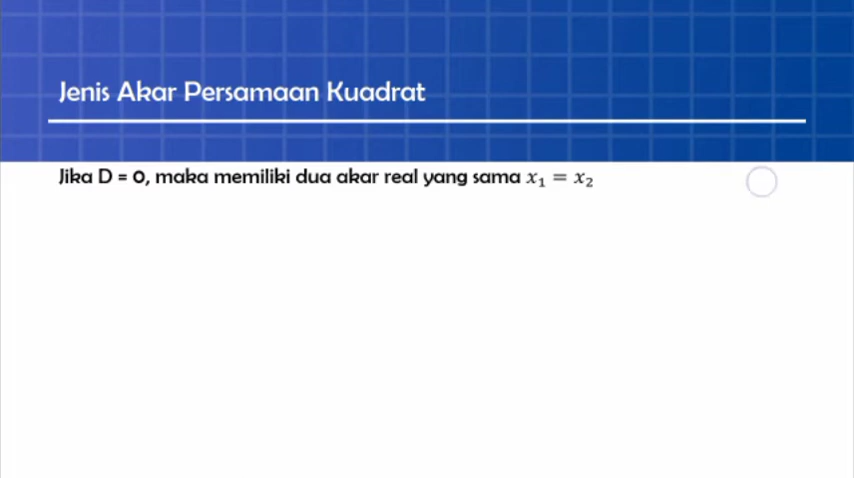 Jenis Akar Persamaan Kuadrat
Jika D = 0, maka memiliki dua akar real yang sama x₁ = x₂